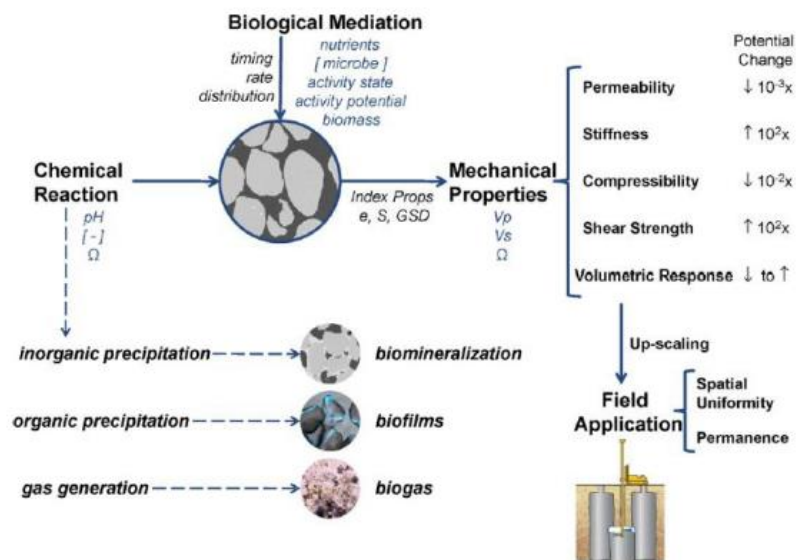 Biological Mediation
timing
rate
distribution
nutrients
[ microbe ]
activity state
activity potential
biomass
Chemical
Reaction
pH
[ - ]
Ω
Index Props
e, S, GSD
Mechanical
Properties
Vp
Vs
Ω
Potential
Change
Permeability ↓ 10⁻³x
Stiffness ↑ 10²x
Compressibility ↓ 10⁻²x
Shear Strength ↑ 10²x
Volumetric Response ↓ to ↑
Up-scaling
Field
Application
Spatial
Uniformity
Permanence
inorganic precipitation
biomineralization
organic precipitation
biofilms
gas generation
biogas